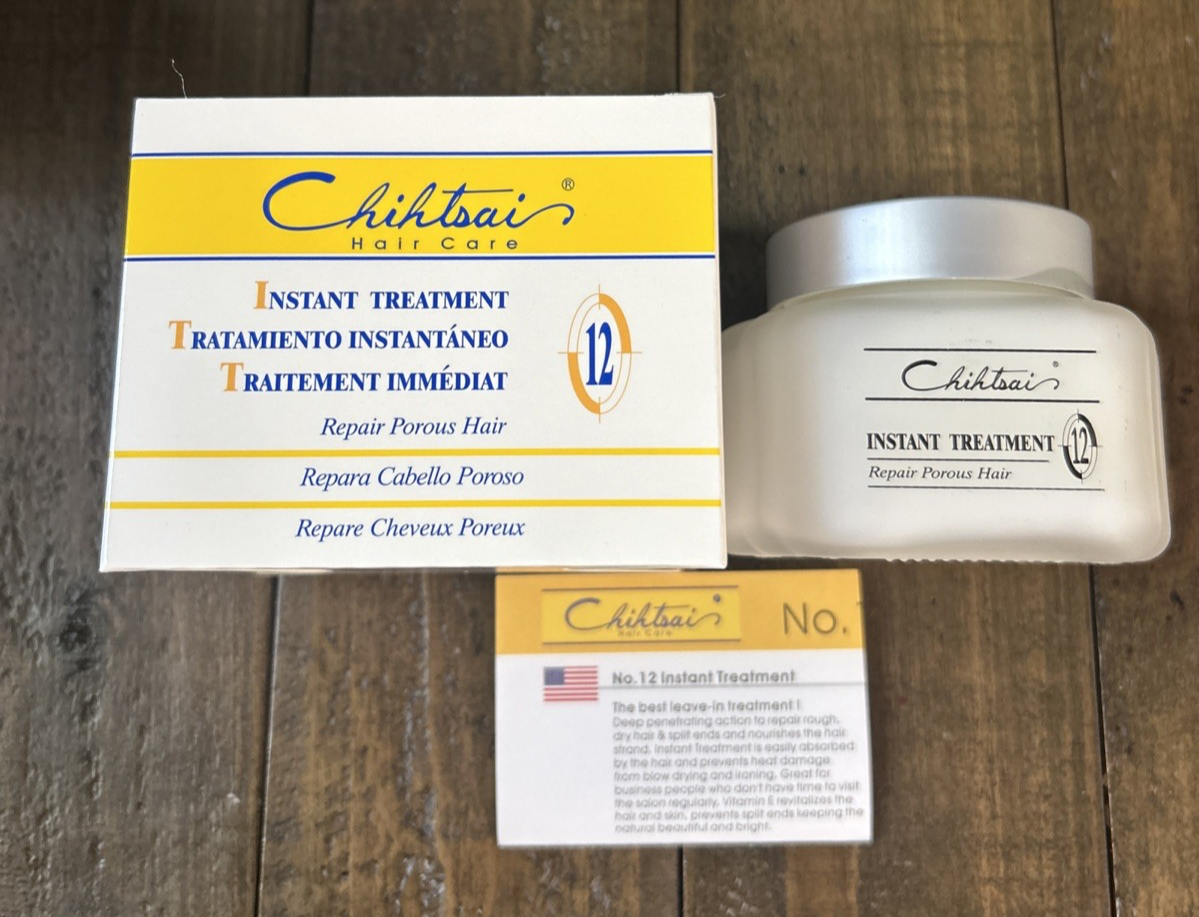 Chihtsai®
Hair Care
INSTANT TREATMENT
TRATAMIENTO INSTANTÁNEO
TRAITEMENT IMMÉDIAT
12
Repair Porous Hair
Repara Cabello Poroso
Repare Cheveux Poreux
Chihtsai®
INSTANT TREATMENT 12
Repair Porous Hair
Chihtsai®
Hair Care
No.
No.12 Instant Treatment
The best leave-in treatment!
Deep penetrating action to repair rough,
dry hair & split ends and nourishes the hair
strand. Instant Treatment is easily absorbed
by the hair and prevents heat damage
from blow drying and ironing. Great for
business people who don't have time to visit
the salon regularly. Vitamin E revitalizes the
hair and skin, prevents split ends keeping the
natural beautiful and bright.